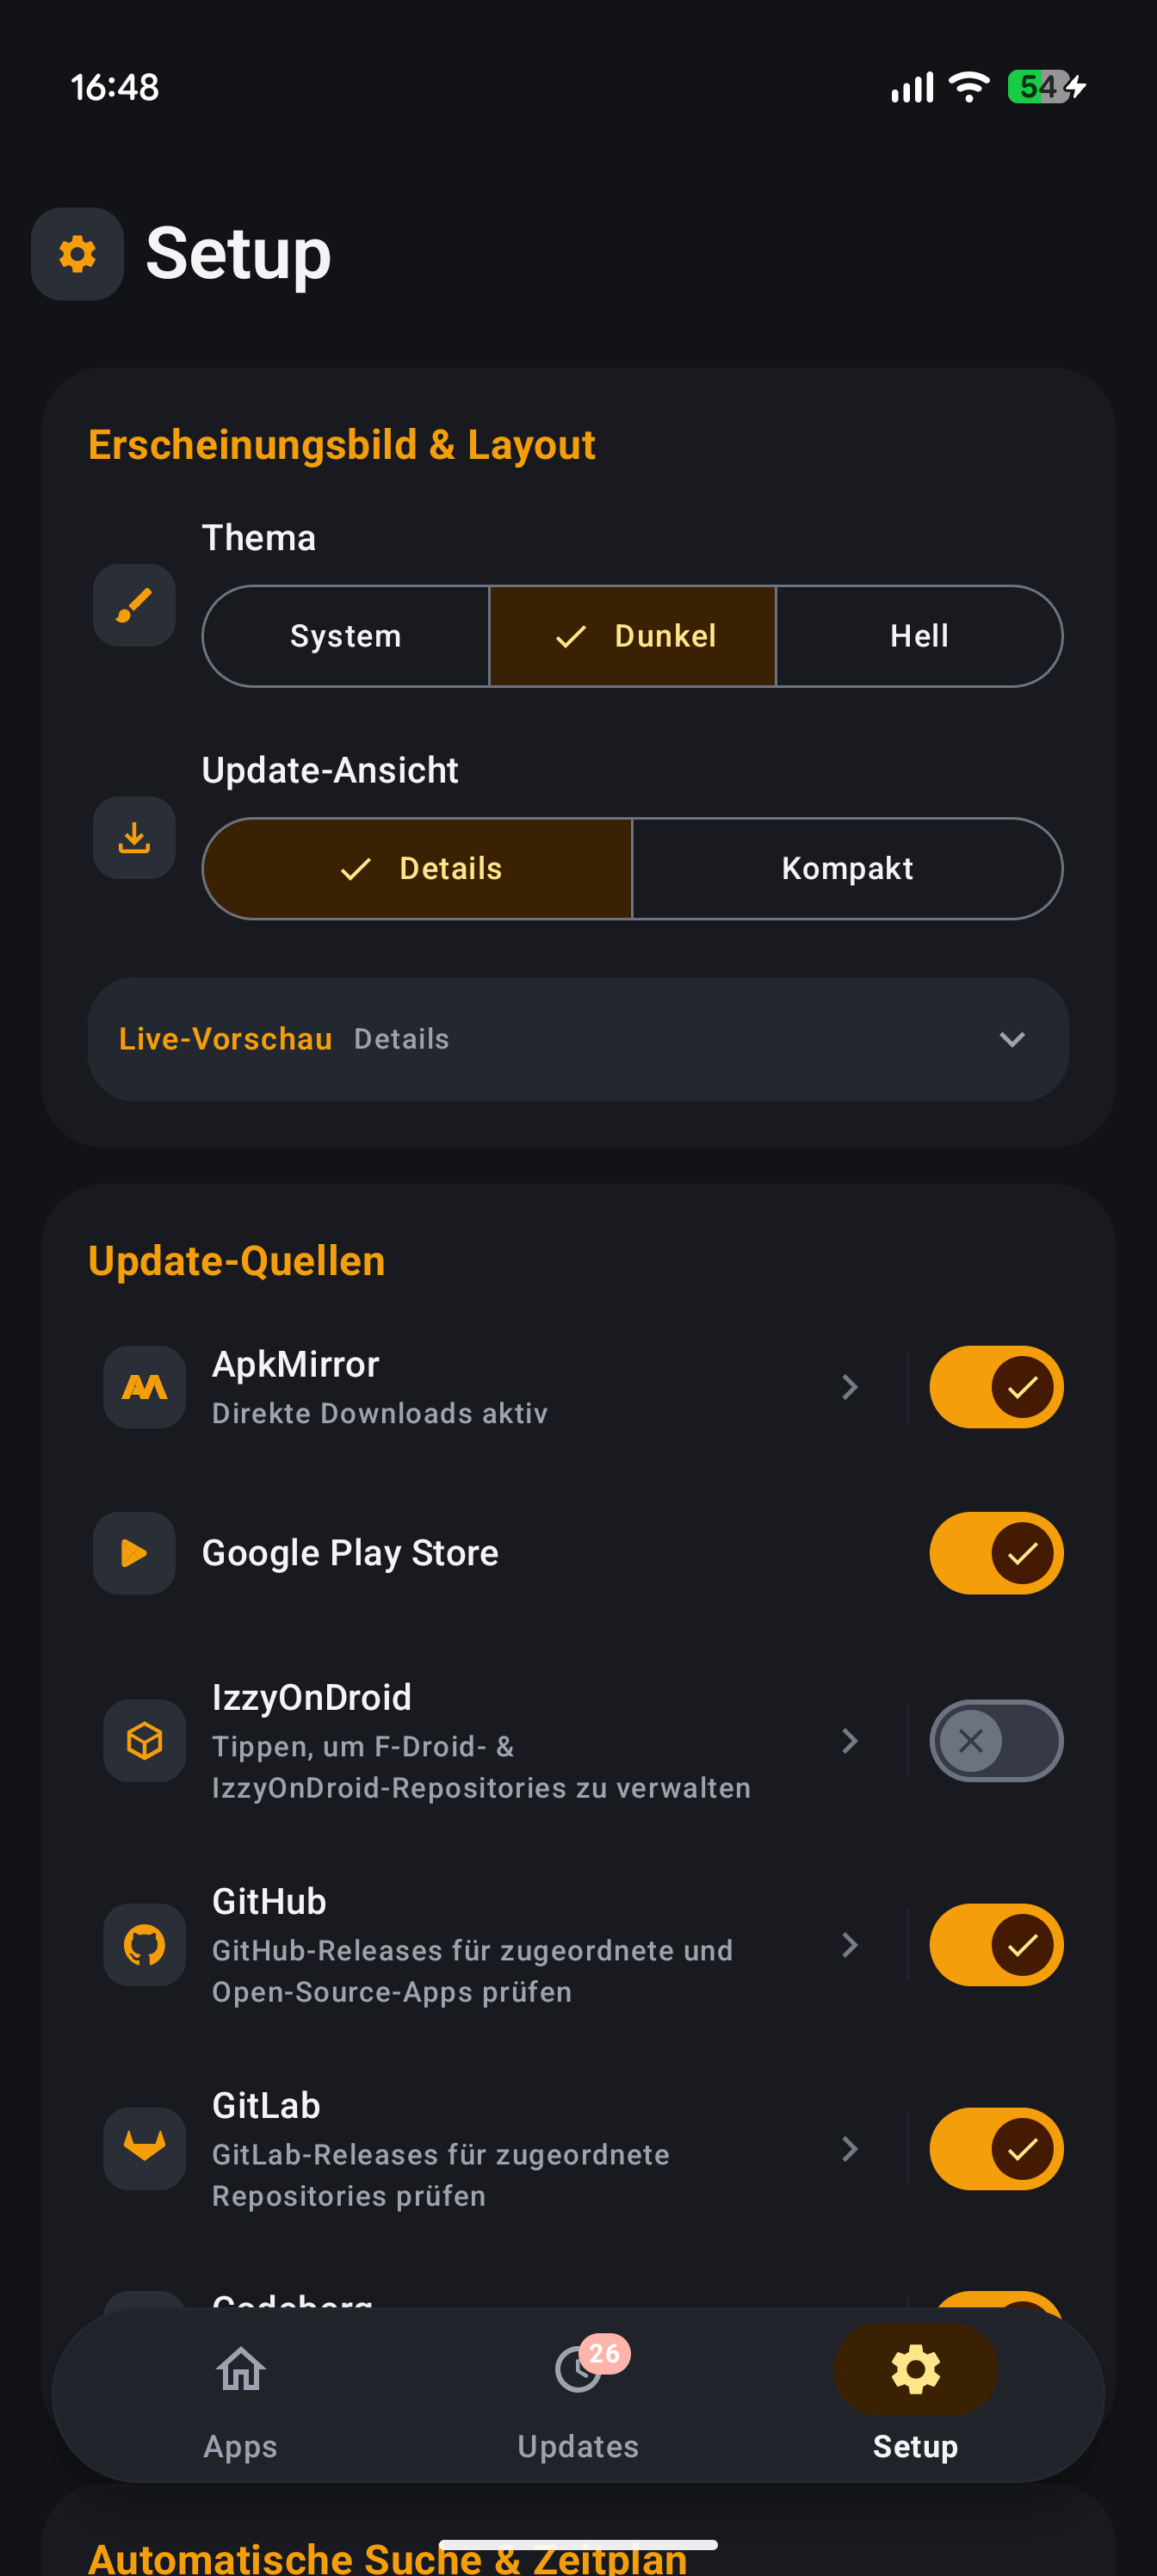 16:48
54
Setup
Erscheinungsbild & Layout
Thema
System
Dunkel
Hell
Update-Ansicht
Details
Kompakt
Live-Vorschau Details
Update-Quellen
ApkMirror
Direkte Downloads aktiv
Google Play Store
IzzyOnDroid
Tippen, um F-Droid- &
IzzyOnDroid-Repositories zu verwalten
GitHub
GitHub-Releases für zugeordnete und
Open-Source-Apps prüfen
GitLab
GitLab-Releases für zugeordnete
Repositories prüfen
Codeberg
26
Apps
Updates
Setup
Automatische Suche & Zeitplan